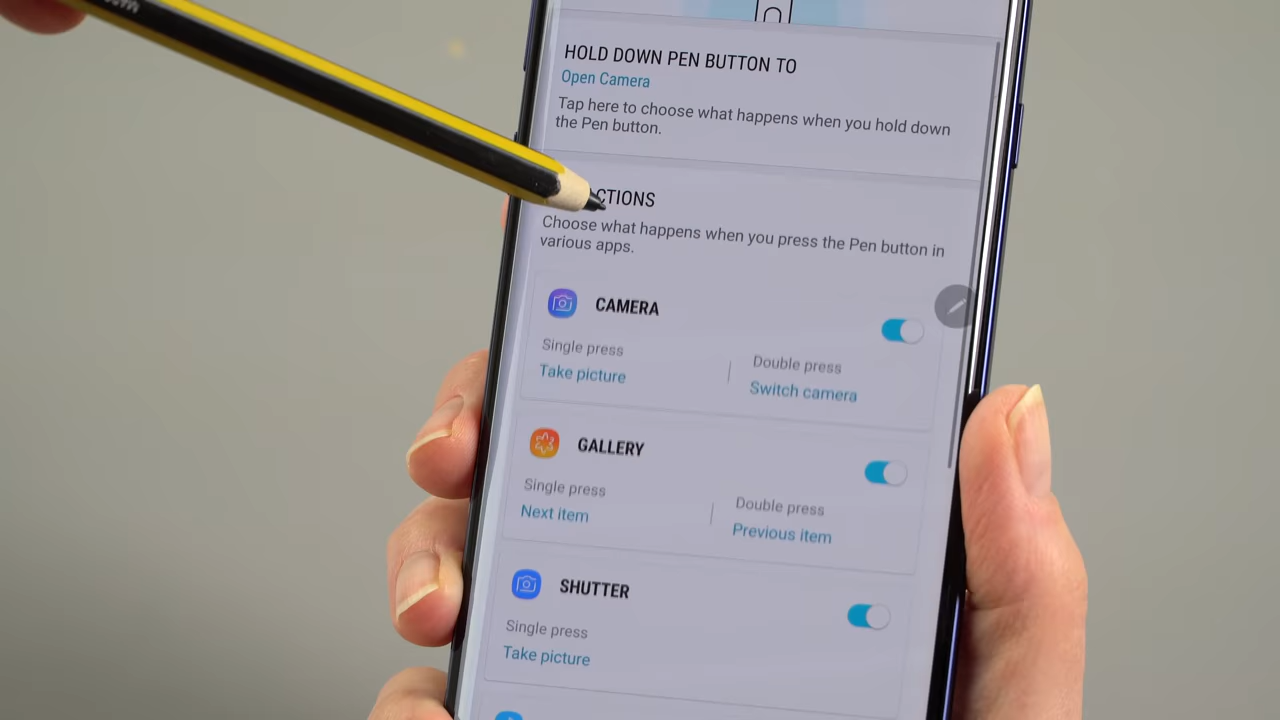 HOLD DOWN PEN BUTTON TO
Open Camera
Tap here to choose what happens when you hold down
the Pen button.
CTIONS
Choose what happens when you press the Pen button in
various apps.
CAMERA
Single press
Take picture
Double press
Switch camera
GALLERY
Single press
Next item
Double press
Previous item
SHUTTER
Single press
Take picture